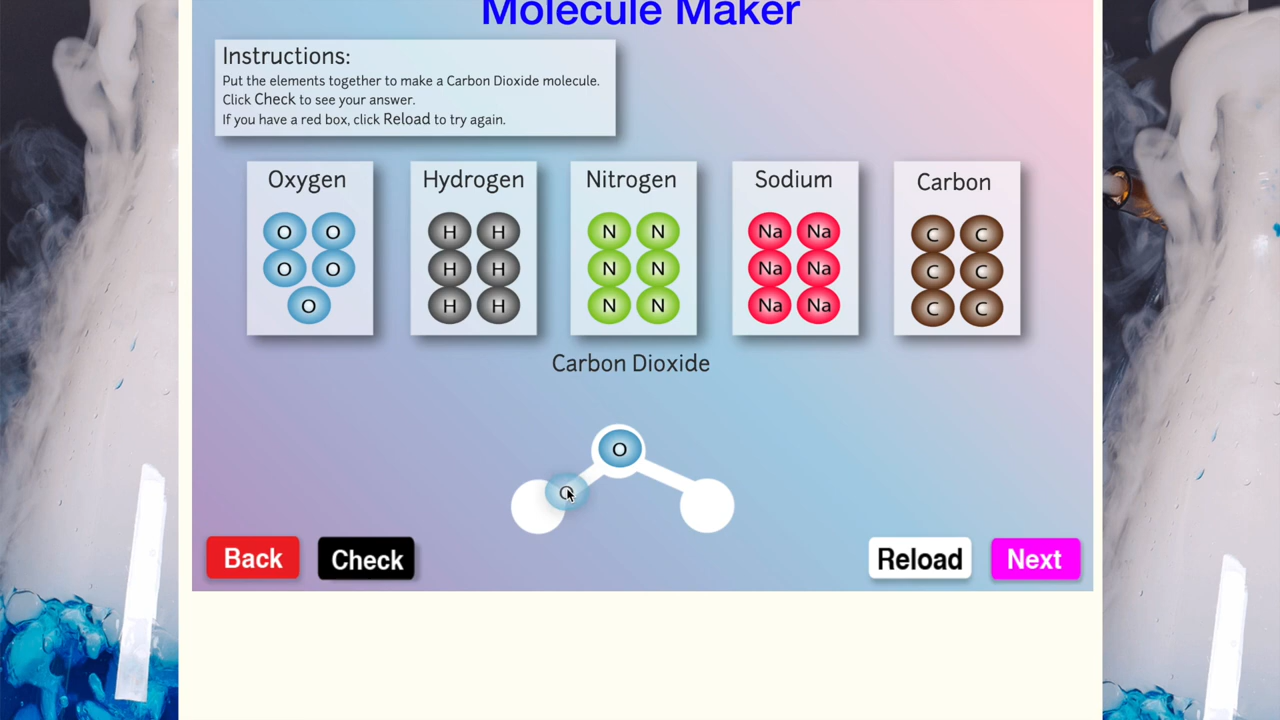 Molecule Maker
Instructions:
Put the elements together to make a Carbon Dioxide molecule.
Click Check to see your answer.
If you have a red box, click Reload to try again.
Oxygen Hydrogen Nitrogen Sodium Carbon
O O H H N N Na Na C C
O O H H N N Na Na C C
O H H N N Na Na C C
Carbon Dioxide
O
O
Back Check Reload Next